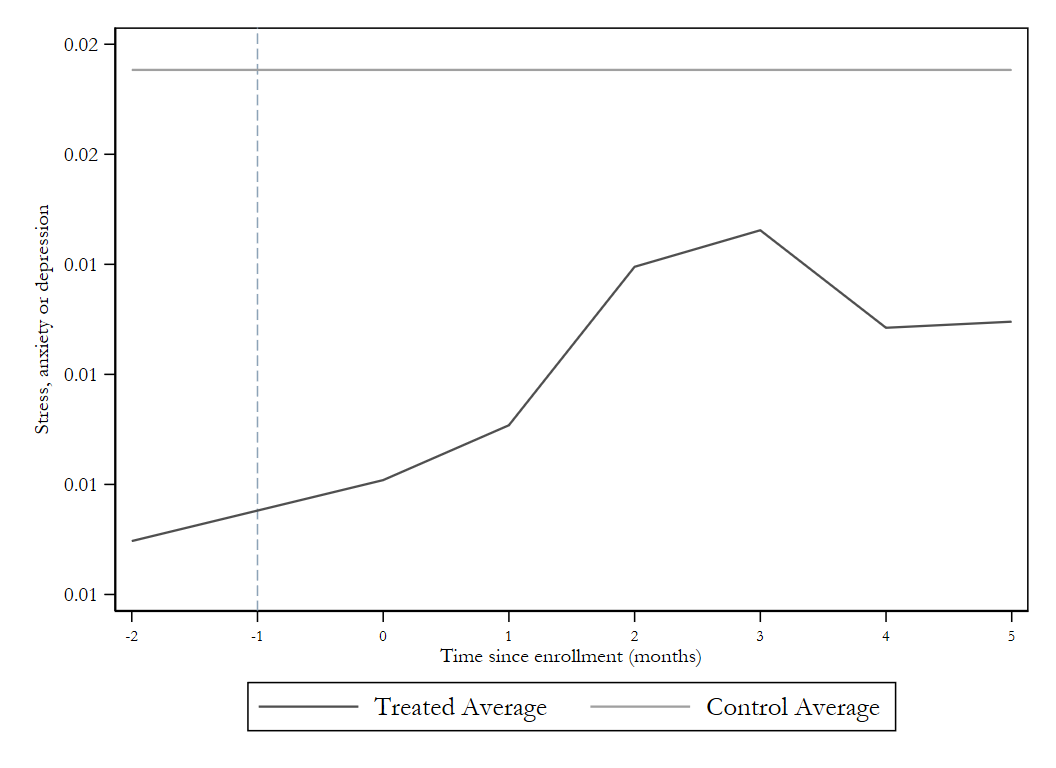 0.02
0.02
0.01
0.01
0.01
0.01
Stress, anxiety or depression
-2 -1 0 1 2 3 4 5
Time since enrollment (months)
Treated Average Control Average